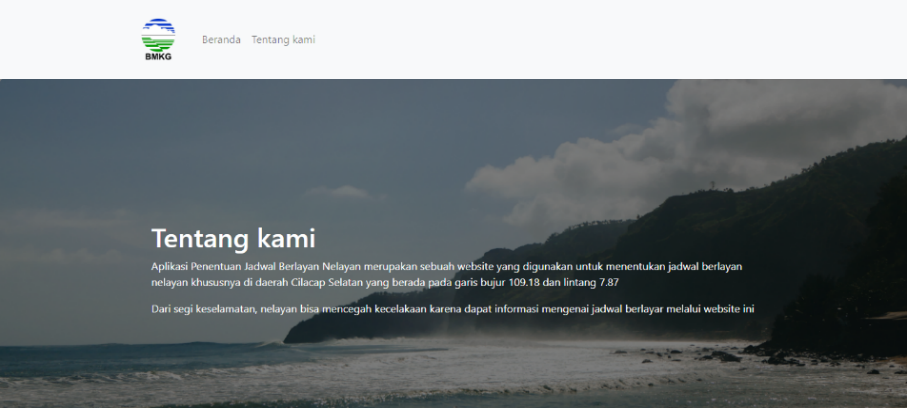 BMKG
Beranda Tentang kami
Tentang kami
Aplikasi Penentuan Jadwal Berlayan Nelayan merupakan sebuah website yang digunakan untuk menentukan jadwal berlayan
nelayan khususnya di daerah Cilacap Selatan yang berada pada garis bujur 109.18 dan lintang 7.87
Dari segi keselamatan, nelayan bisa mencegah kecelakaan karena dapat informasi mengenai jadwal berlayar melalui website ini